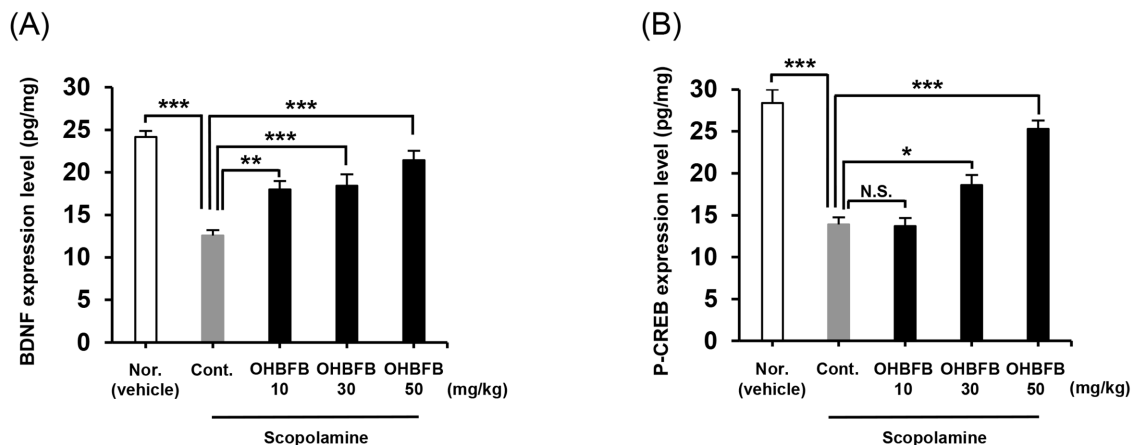 (A)
BDNF expression level (pg/mg)
30
25
20
15
10
5
0
***
***
***
**
Nor.
(vehicle)
Cont.
OHBFB
10
OHBFB
30
OHBFB
50
(mg/kg)
Scopolamine
(B)
P-CREB expression level (pg/mg)
30
25
20
15
10
5
0
***
***
*
N.S.
Nor.
(vehicle)
Cont.
OHBFB
10
OHBFB
30
OHBFB
50
(mg/kg)
Scopolamine